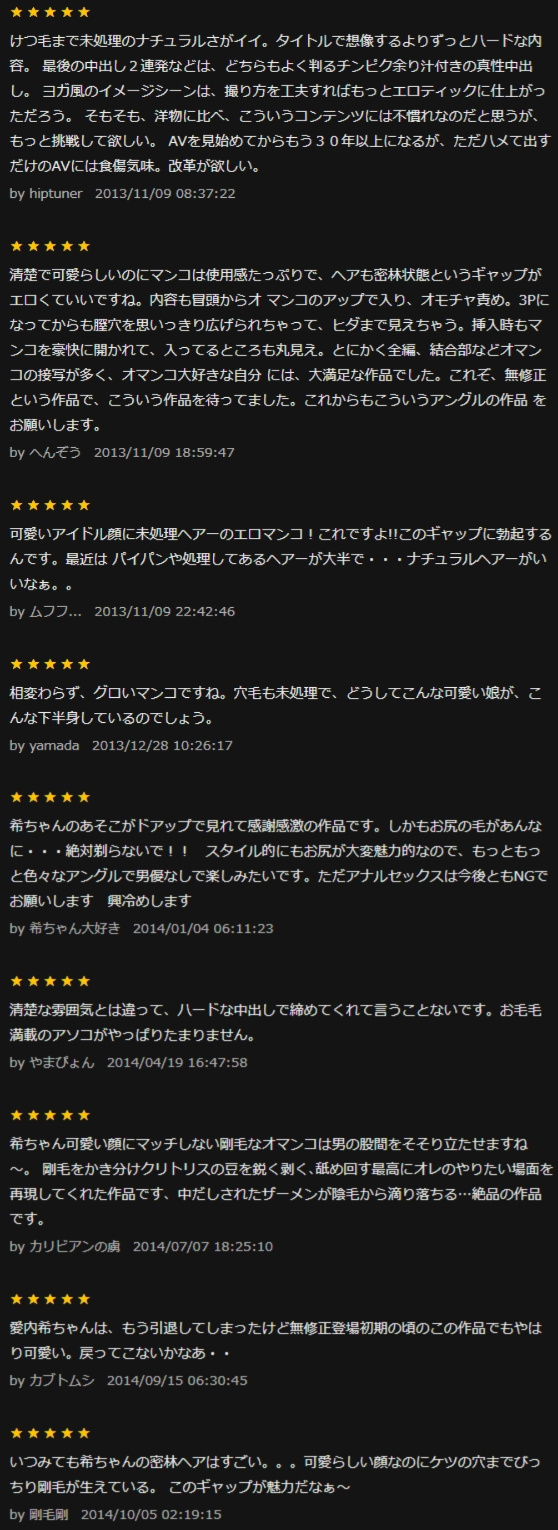 ★★★★★
けつ毛まで未処理のナチュラルさがイイ。タイトルで想像するよりずっとハードな内
容。 最後の中出し２連発などは、どちらもよく判るチンピク余り汁付きの真性中出
し。 ヨガ風のイメージシーンは、撮り方を工夫すればもっとエロティックに仕上がっ
ただろう。 そもそも、洋物に比べ、こういうコンテンツには不慣れなのだと思うが、
もっと挑戦して欲しい。 AVを見始めてからもう３０年以上になるが、ただハメて出す
だけのAVには食傷気味。改革が欲しい。
by hiptuner 2013/11/09 08:37:22
★★★★★
清楚で可愛らしいのにマンコは使用感たっぷりで、ヘアも密林状態というギャップが
エロくていいですね。内容も冒頭からオ マンコのアップで入り、オモチャ責め。3Pに
なってからも膣穴を思いっきり広げられちゃって、ヒダまで見えちゃう。挿入時もマ
ンコを豪快に開かれて、入ってるところも丸見え。とにかく全編、結合部などオマン
コの接写が多く、オマンコ大好きな自分 には、大満足な作品でした。これぞ、無修正
という作品で、こういう作品を待ってました。これからもこういうアングルの作品 を
お願いします。
by へんぞう 2013/11/09 18:59:47
★★★★★
可愛いアイドル顔に未処理ヘアーのエロマンコ！これですよ!!このギャップに勃起する
んです。最近は パイパンや処理してあるヘアーが大半で・・・ナチュラルヘアーがい
いなぁ。。
by ムフフ... 2013/11/09 22:42:46
★★★★★
相変わらず、グロいマンコですね。穴毛も未処理で、どうしてこんな可愛い娘が、こ
んな下半身しているのでしょう。
by yamada 2013/12/28 10:26:17
★★★★★
希ちゃんのあそこがドアップで見れて感謝感激の作品です。しかもお尻の毛があんな
に・・・絶対剃らないで！！　スタイル的にもお尻が大変魅力的なので、もっともっ
と色々なアングルで男優なしで楽しみたいです。ただアナルセックスは今後ともNGで
お願いします　興冷めします
by 希ちゃん大好き 2014/01/04 06:11:23
★★★★★
清楚な雰囲気とは違って、ハードな中出しで締めてくれて言うことないです。お毛毛
満載のアソコがやっぱりたまりません。
by やまぴょん 2014/04/19 16:47:58
★★★★★
希ちゃん可愛い顔にマッチしない剛毛なオマンコは男の股間をそそり立たせますね
～。 剛毛をかき分けクリトリスの豆を鋭く剥く､舐め回す最高にオレのやりたい場面を
再現してくれた作品です、中だしされたザーメンが陰毛から滴り落ちる…絶品の作品
です。
by カリビアンの虜 2014/07/07 18:25:10
★★★★★
愛内希ちゃんは、もう引退してしまったけど無修正登場初期の頃のこの作品でもやは
り可愛い。戻ってこないかなあ・・
by カブトムシ 2014/09/15 06:30:45
★★★★★
いつみても希ちゃんの密林ヘアはすごい。。。可愛らしい顔なのにケツの穴までびっ
ちり剛毛が生えている。 このギャップが魅力だなぁ～
by 剛毛剛 2014/10/05 02:19:15